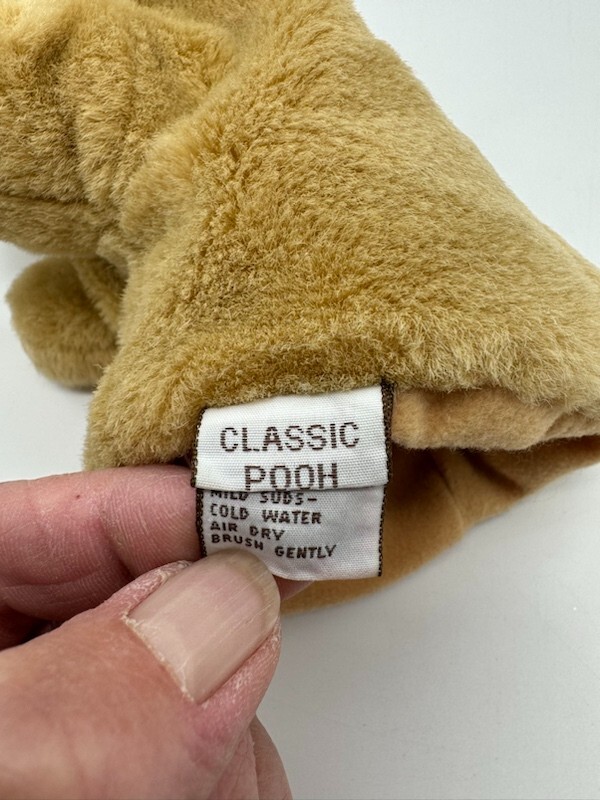 CLASSIC
POOH
MILD SUDS-
COLD WATER
AIR DRY
BRUSH GENTLY